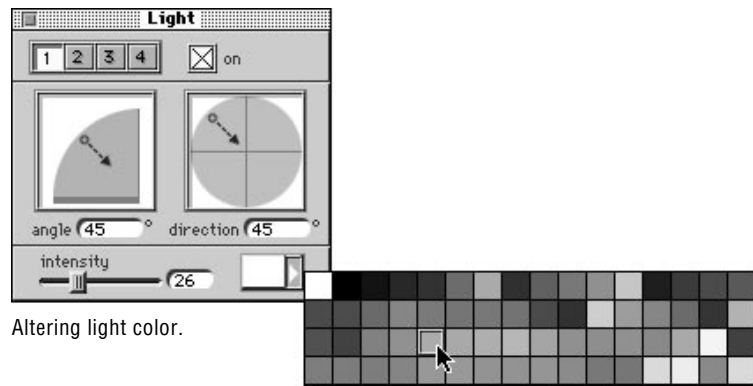 Light
1 2 3 4 on
angle 45° direction 45°
intensity
26
Altering light color.